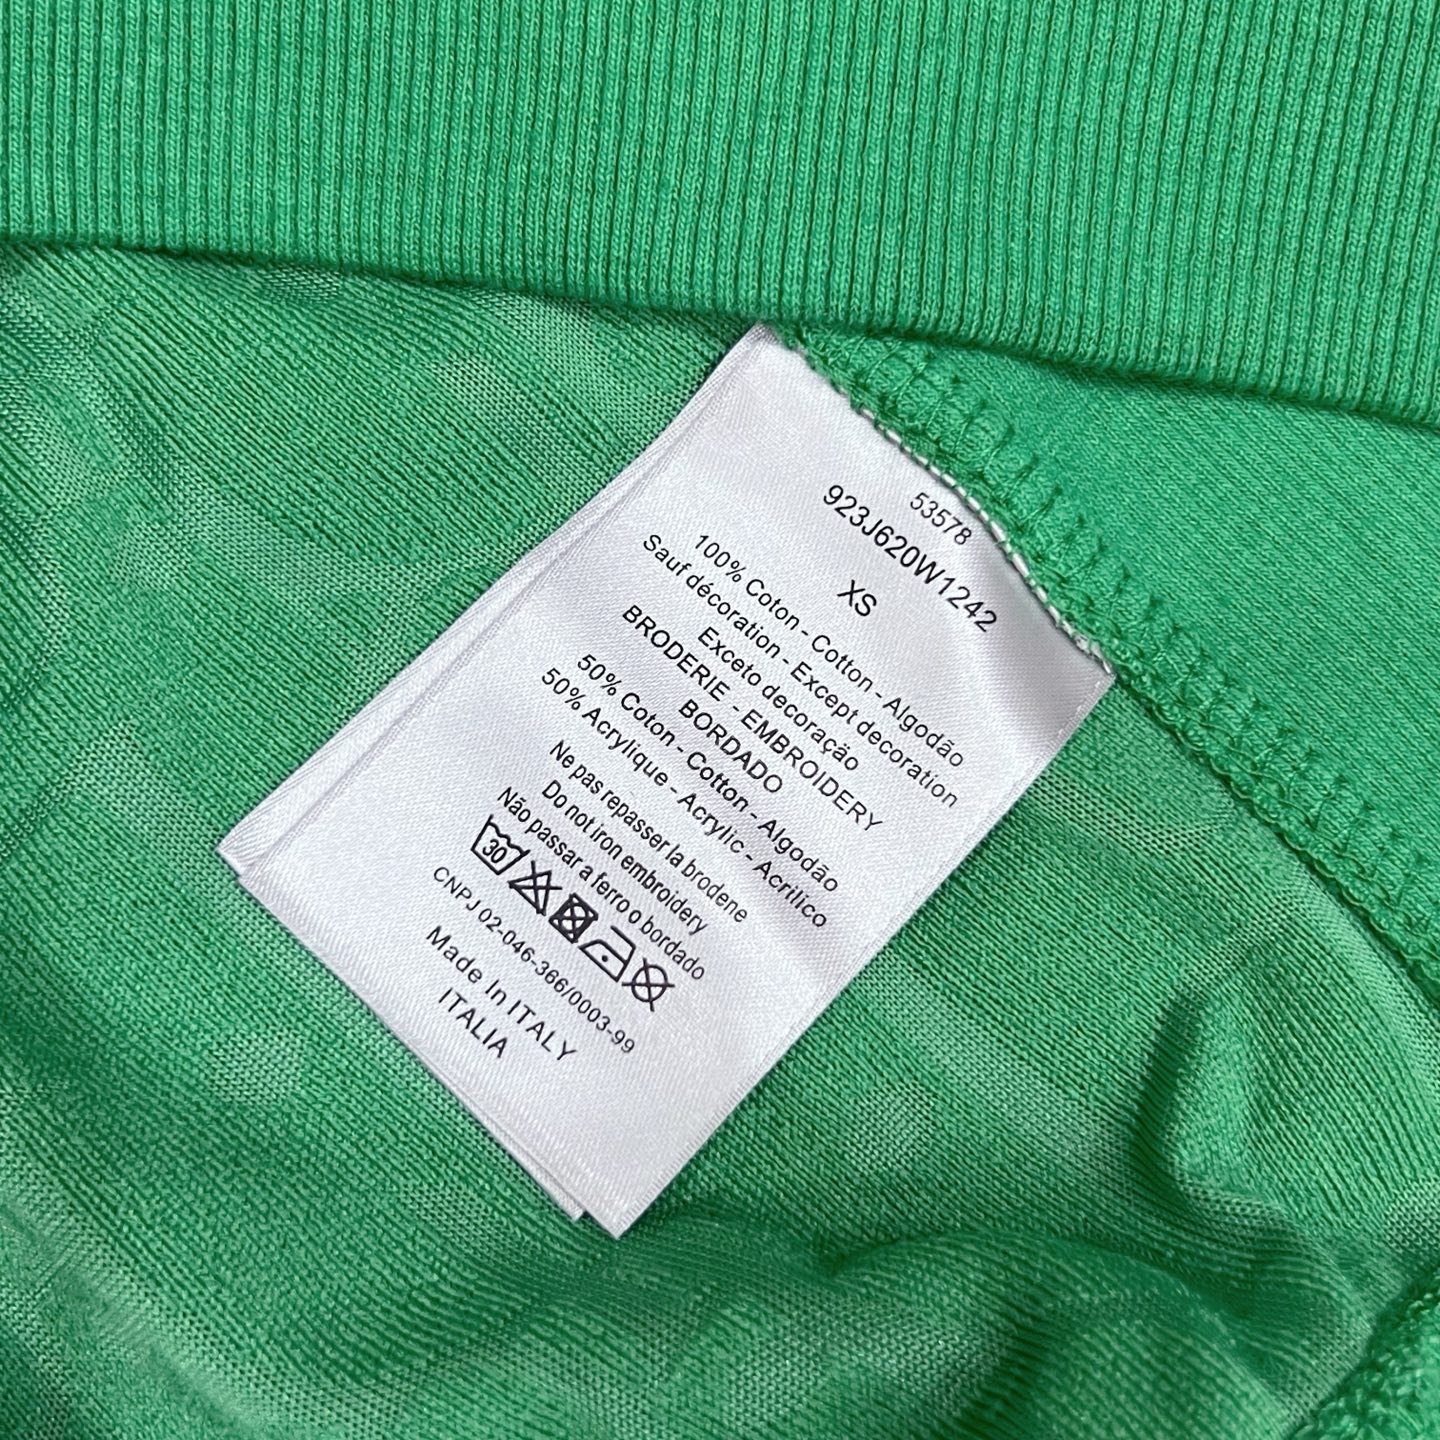 53578
923J620W1242
XS
100% Coton - Cotton - Algodão
Sauf décoration - Except decoration
Exceto decoração
BRODERIE - EMBROIDERY
BORDADO
50% Coton - Cotton - Algodão
50% Acrylique - Acrylic - Acrilico
Ne pas repasser la brodene
Do not iron embroidery
Não passar a ferro o bordado
30
CNPJ 02-046-366/0003-99
Made In ITALY
ITALIA